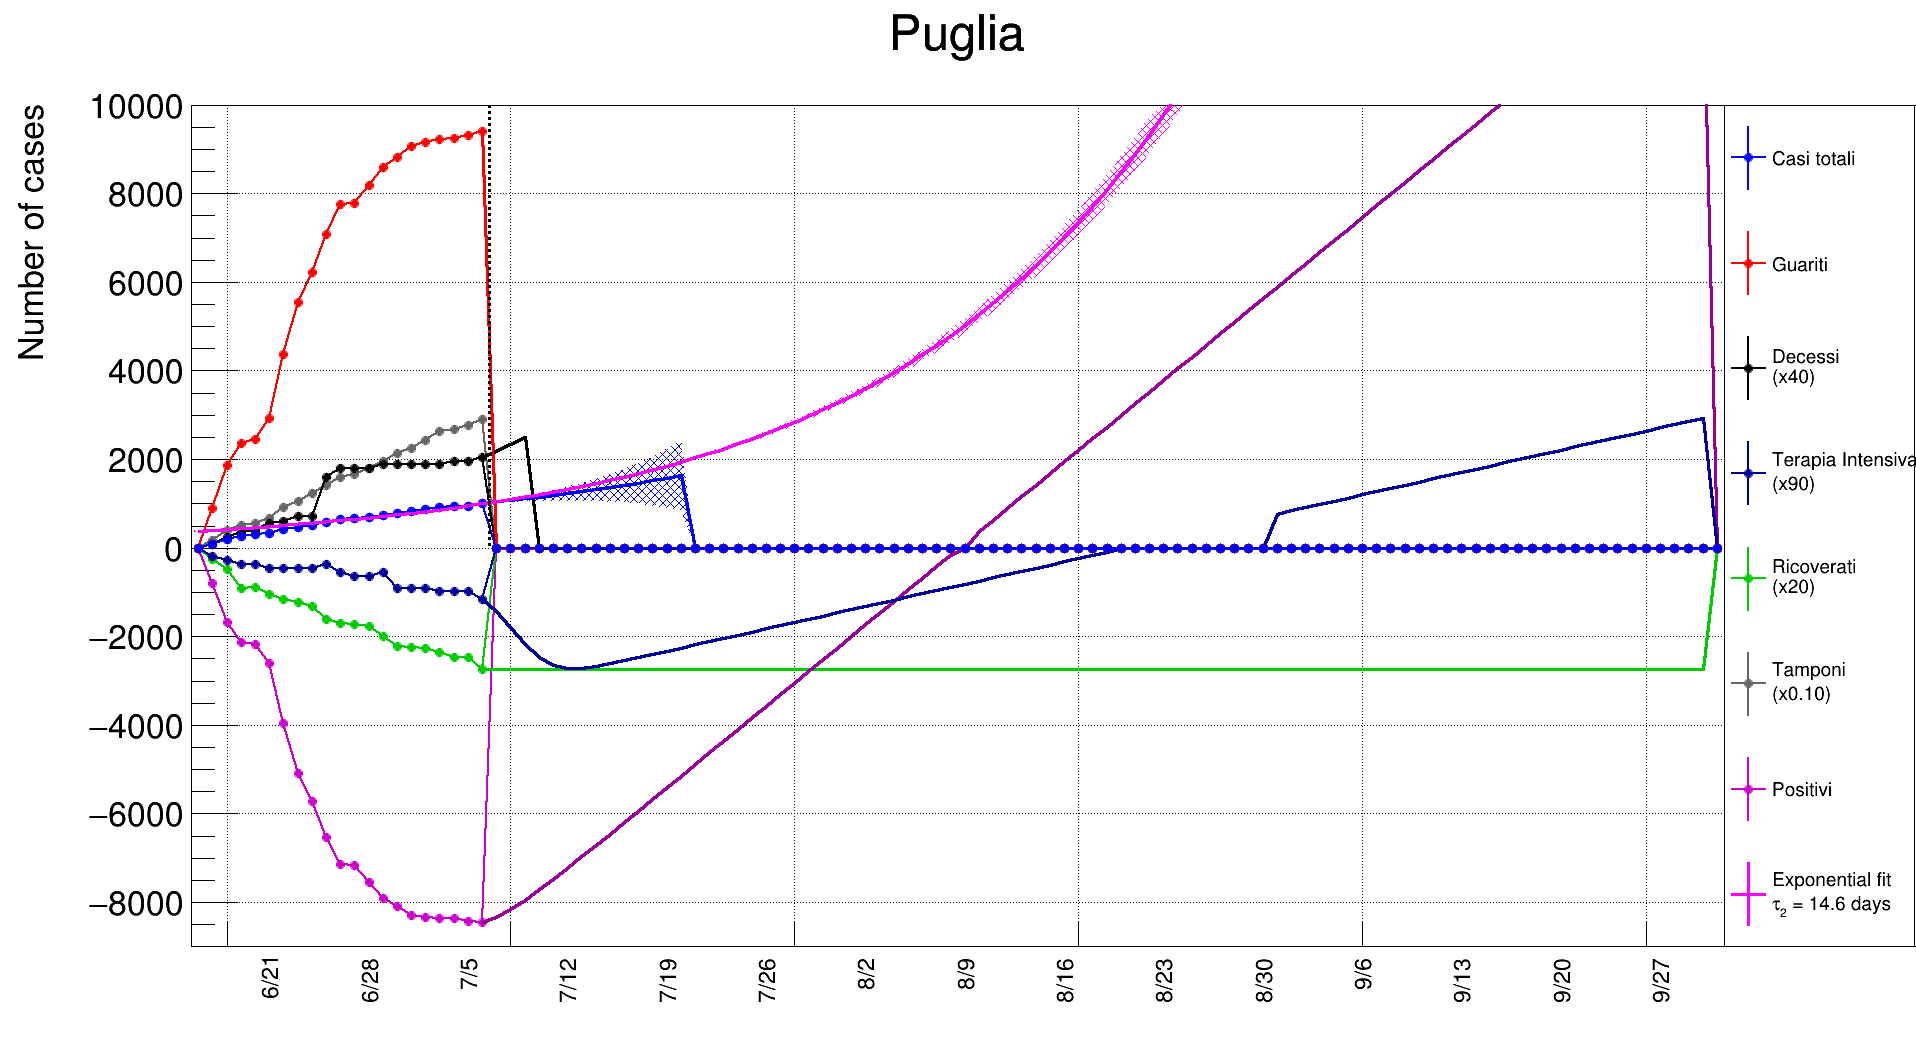 Puglia
Number of cases
10000
8000
6000
4000
2000
0
−2000
−4000
−6000
−8000
6/21
6/28
7/5
7/12
7/19
7/26
8/2
8/9
8/16
8/23
8/30
9/6
9/13
9/20
9/27
Casi totali
Guariti
Decessi
(x40)
Terapia Intensiva
(x90)
Ricoverati
(x20)
Tamponi
(x0.10)
Positivi
Exponential fit
τ2 = 14.6 days